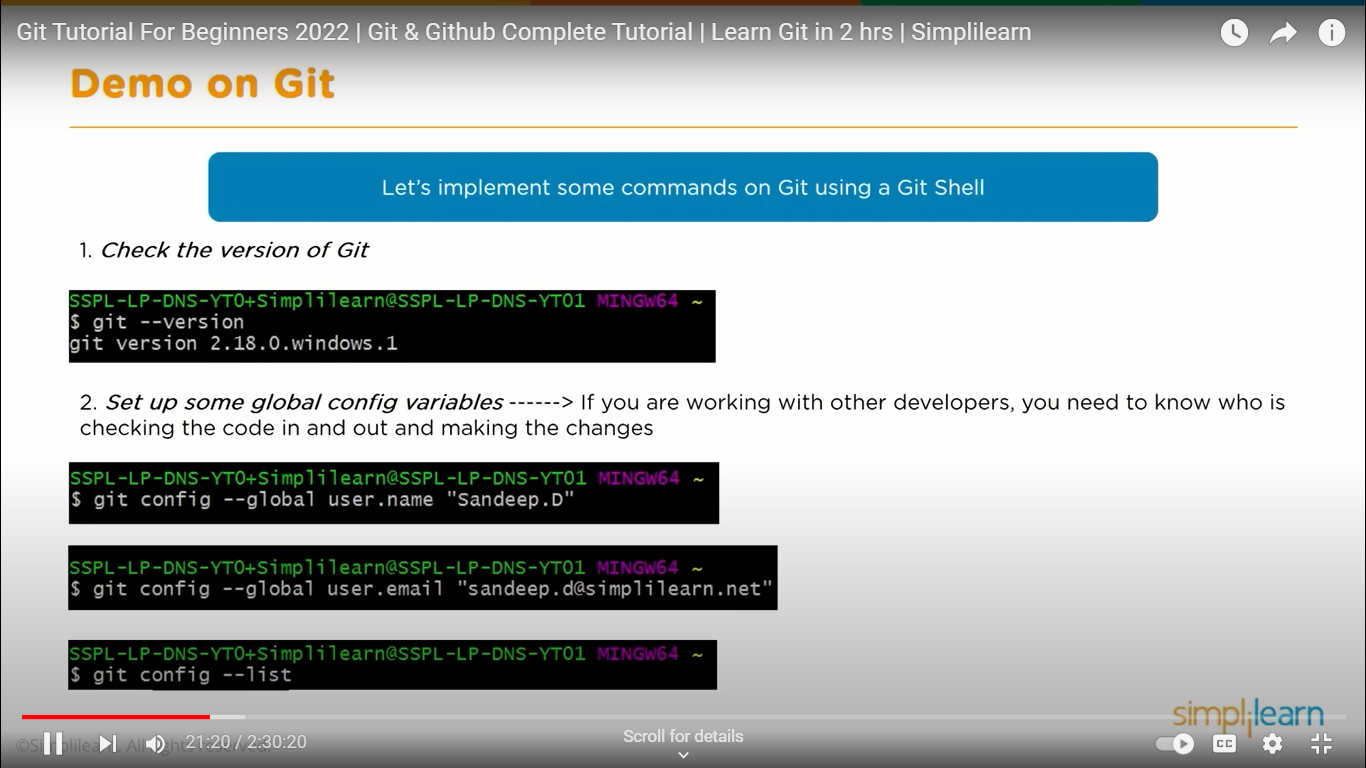 Git Tutorial For Beginners 2022 | Git & Github Complete Tutorial | Learn Git in 2 hrs | Simplilearn
Demo on Git
Let's implement some commands on Git using a Git Shell
1. Check the version of Git
SSPL-LP-DNS-YT0+Simplilearn@SSPL-LP-DNS-YT01 MINGW64 ~
$ git --version
git version 2.18.0.windows.1
2. Set up some global config variables ------> If you are working with other developers, you need to know who is
checking the code in and out and making the changes
SSPL-LP-DNS-YT0+Simplilearn@SSPL-LP-DNS-YT01 MINGW64 ~
$ git config --global user.name "Sandeep.D"
SSPL-LP-DNS-YT0+Simplilearn@SSPL-LP-DNS-YT01 MINGW64 ~
$ git config --global user.email "sandeep.d@simplilearn.net"
SSPL-LP-DNS-YT0+Simplilearn@SSPL-LP-DNS-YT01 MINGW64 ~
$ git config --list
simplilearn
21:20 / 2:30:20
Scroll for details
CC